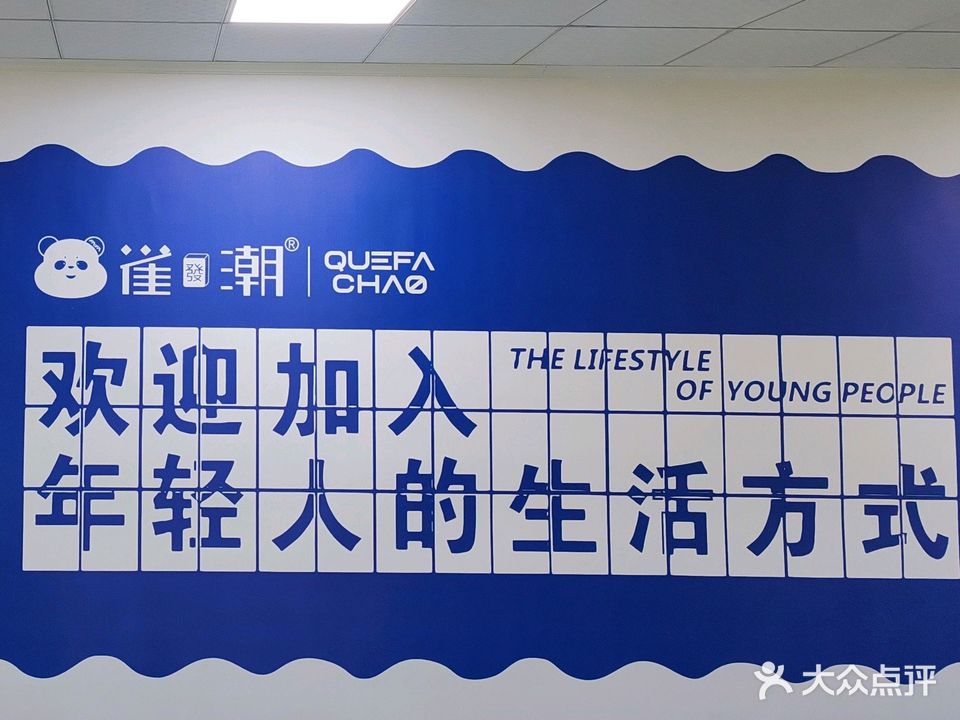 雀發潮® QUEFA
CHAO
欢迎加入 THE LIFESTYLE
OF YOUNG PEOPLE
年轻人的生活方式
大众点评